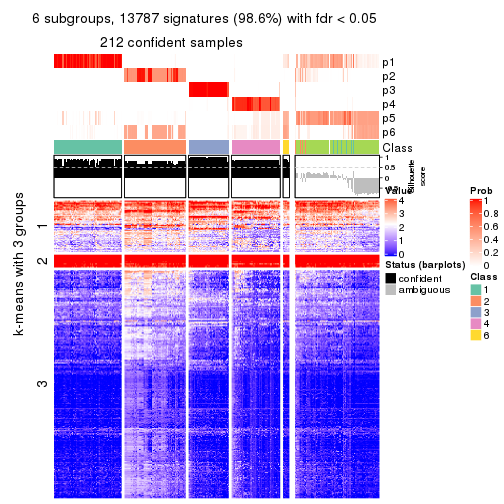 6 subgroups, 13787 signatures (98.6%) with fdr < 0.05
212 confident samples
p1
p2
p3
p4
p5
p6
Class
1
0.5
0
Silhouette
score
k-means with 3 groups
1
2
3
Value
4
3
2
1
0
Status (barplots)
confident
ambiguous
Prob
1
0.8
0.6
0.4
0.2
0
Class
1
2
3
4
6